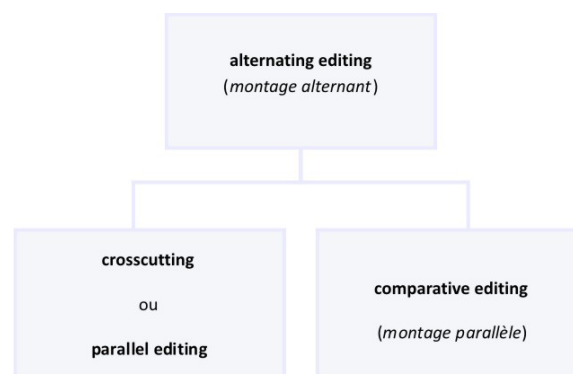 alternating editing
(montage alternant)
crosscutting
ou
parallel editing
comparative editing
(montage parallèle)